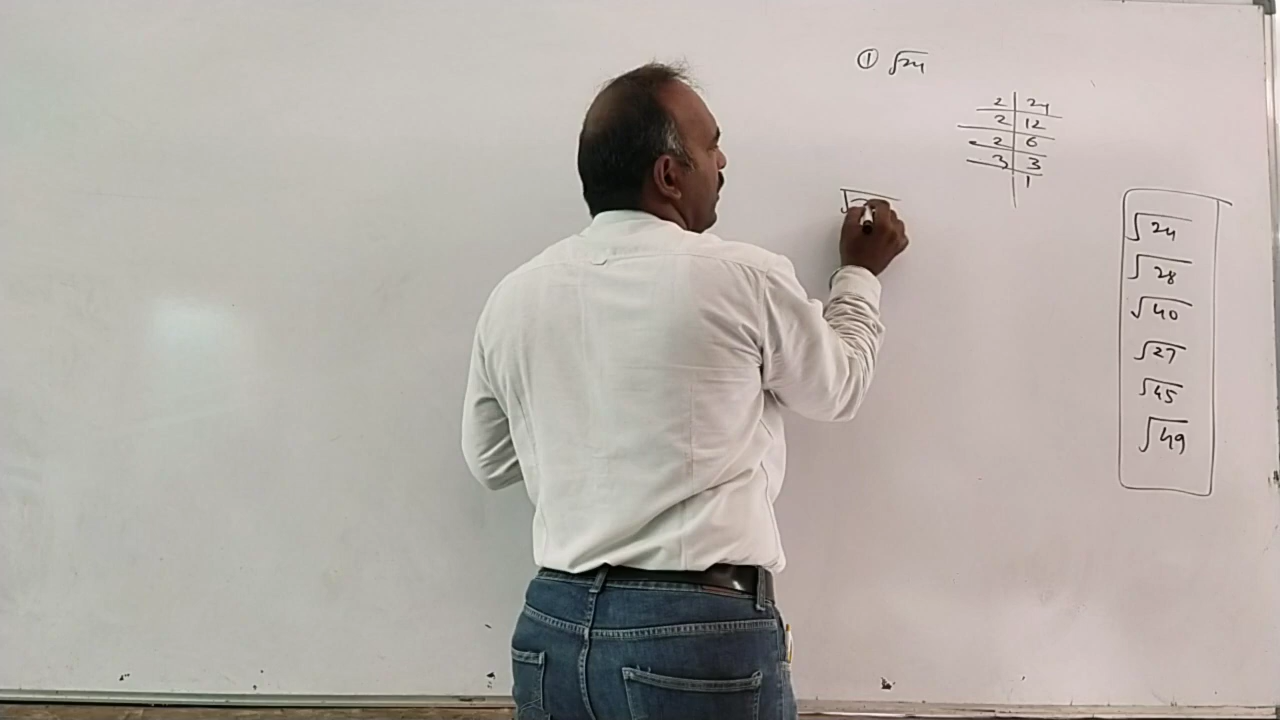 ① √24
2 | 24
2 | 12
2 | 6
3 | 3
| 1
√24
√28
√40
√27
√45
√49